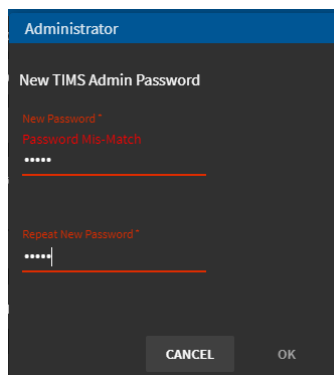 Administrator
New TIMS Admin Password
New Password *
Password Mis-Match
•••••
Repeat New Password *
•••••
CANCEL OK